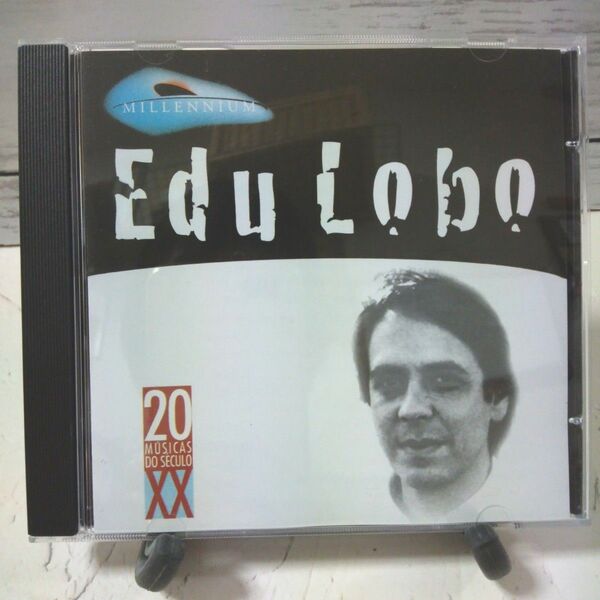 MILLENNIUM
Edu Lobo
20
MÚSICAS
DO SÉCULO
XX